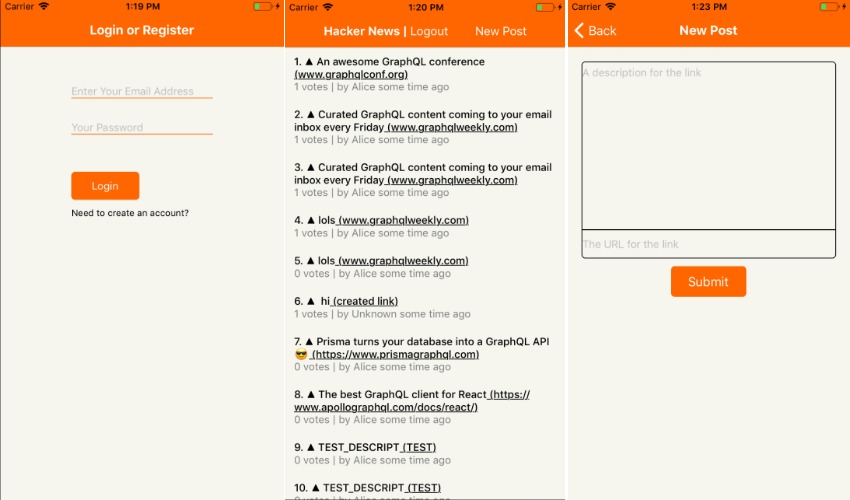 Carrier 1:19 PM
Login or Register
Enter Your Email Address
Your Password
Login
Need to create an account?
Carrier 1:20 PM
Hacker News | Logout New Post
1. ▲ An awesome GraphQL conference
(www.graphqlconf.org)
1 votes | by Alice some time ago
2. ▲ Curated GraphQL content coming to your email
inbox every Friday (www.graphqlweekly.com)
1 votes | by Alice some time ago
3. ▲ Curated GraphQL content coming to your email
inbox every Friday (www.graphqlweekly.com)
1 votes | by Alice some time ago
4. ▲ lols (www.graphqlweekly.com)
1 votes | by Alice some time ago
5. ▲ lols (www.graphqlweekly.com)
0 votes | by Alice some time ago
6. ▲ hi (created link)
1 votes | by Unknown some time ago
7. ▲ Prisma turns your database into a GraphQL API
😎 (https://www.prismagraphql.com)
0 votes | by Alice some time ago
8. ▲ The best GraphQL client for React (https://
www.apollographql.com/docs/react/)
0 votes | by Alice some time ago
9. ▲ TEST_DESCRIPT (TEST)
0 votes | by Alice some time ago
10. ▲ TEST_DESCRIPT (TEST)
0 votes | by Alice some time ago
Carrier 1:23 PM
Back New Post
A description for the link
The URL for the link
Submit